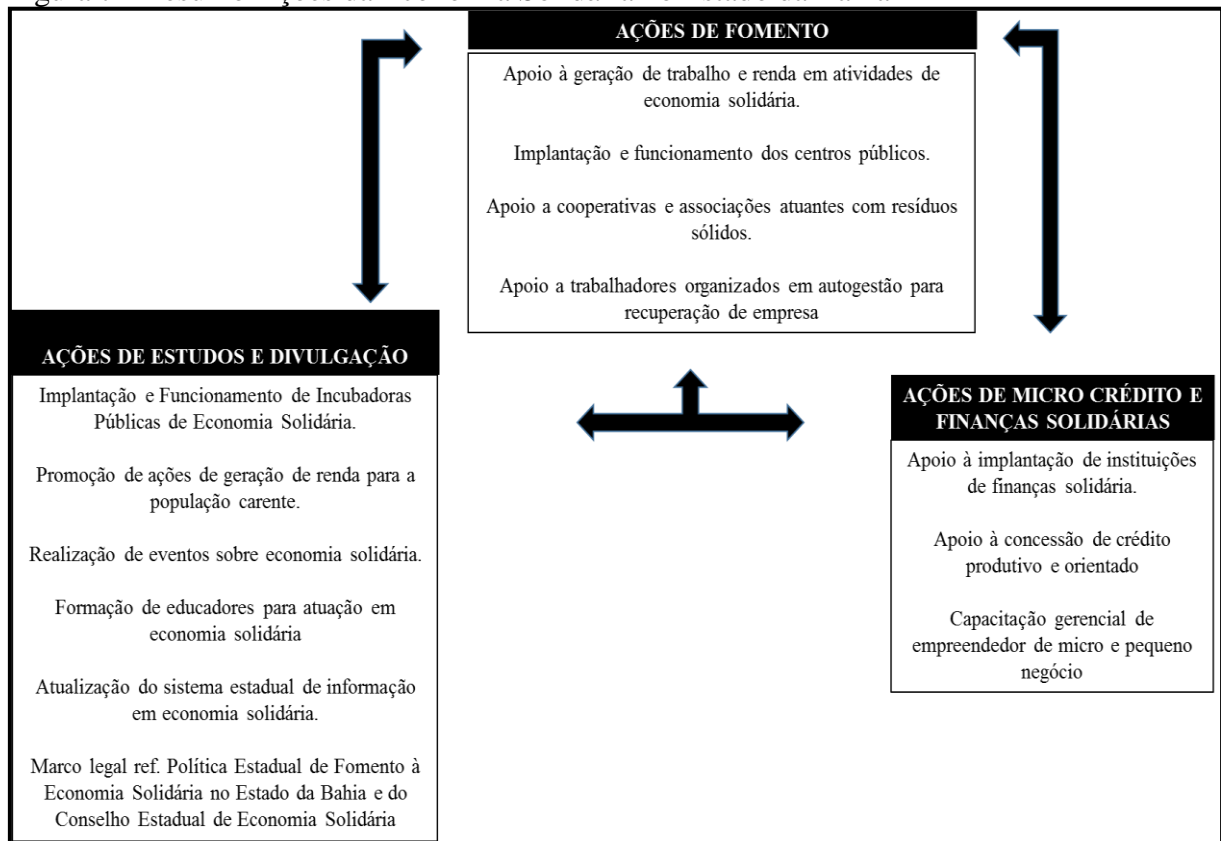 AÇÕES DE FOMENTO
Apoio à geração de trabalho e renda em atividades de
economia solidária.
Implantação e funcionamento dos centros públicos.
Apoio a cooperativas e associações atuantes com resíduos
sólidos.
Apoio a trabalhadores organizados em autogestão para
recuperação de empresa
AÇÕES DE ESTUDOS E DIVULGAÇÃO
Implantação e Funcionamento de Incubadoras
Públicas de Economia Solidária.
Promoção de ações de geração de renda para a
população carente.
Realização de eventos sobre economia solidária.
Formação de educadores para atuação em
economia solidária
Atualização do sistema estadual de informação
em economia solidária.
Marco legal ref. Política Estadual de Fomento à
Economia Solidária no Estado da Bahia e do
Conselho Estadual de Economia Solidária
AÇÕES DE MICRO CRÉDITO E
FINANÇAS SOLIDÁRIAS
Apoio à implantação de instituições
de finanças solidária.
Apoio à concessão de crédito
produtivo e orientado
Capacitação gerencial de
empreendedor de micro e pequeno
negócio